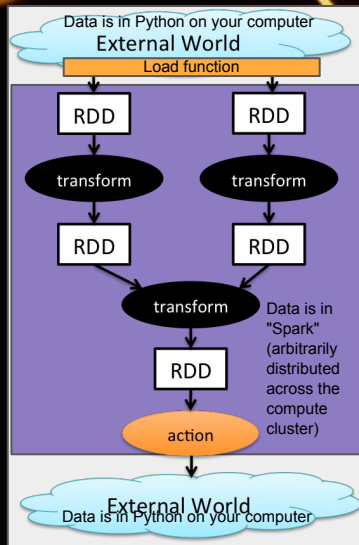 Data is in Python on your computer
External World
Load function
RDD RDD
transform transform
RDD RDD
transform
Data is in
"Spark"
(arbitrarily
distributed
across the
compute
cluster)
RDD
action
External World
Data is in Python on your computer